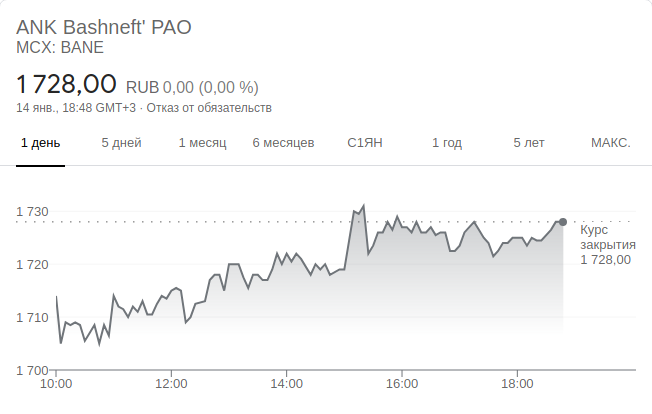 ANK Bashneft' PAO
MCX: BANE
1 728,00 RUB 0,00 (0,00 %)
14 янв., 18:48 GMT+3 · Отказ от обязательств
1 день 5 дней 1 месяц 6 месяцев С1ЯН 1 год 5 лет МАКС.
1 730
Курс
закрытия
1 728,00
1 720
1 710
1 700
10:00 12:00 14:00 16:00 18:00